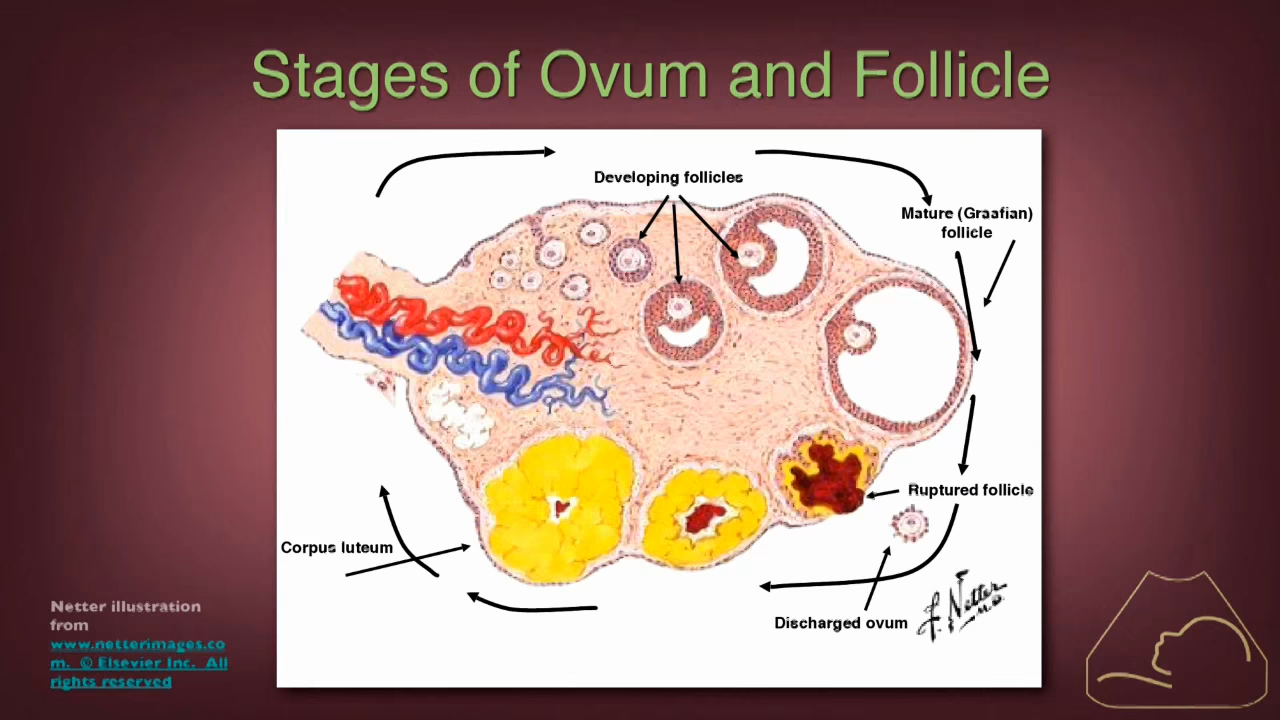 Stages of Ovum and Follicle
Developing follicles
Mature (Graafian)
follicle
Ruptured follicle
Corpus luteum
Discharged ovum
F. Netter
M.D.
Netter illustration
from
www.netterimages.co
m. © Elsevier Inc. All
rights reserved